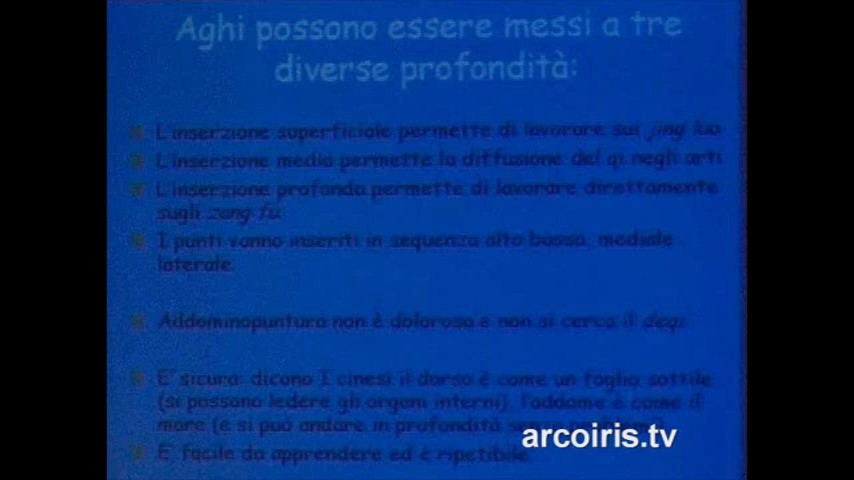 Aghi possono essere messi a tre
diverse profondità:
L'inserzione superficiale permette di lavorare sui jing luo
L'inserzione media permette la diffusione del qi negli arti
L'inserzione profonda permette di lavorare direttamente
sugli zang fu
I punti vanno inseriti in sequenza alto basso, mediale
laterale.
Addominopuntura non è dolorosa e non si cerca il deqi
E' sicura: dicono I cinesi il dorso è come un foglio sottile
(si possono ledere gli organi interni), l'addome è come il
mare (e si può andare in profondità
arcoiris.tv
E' facile da apprendere ed è ripetibile